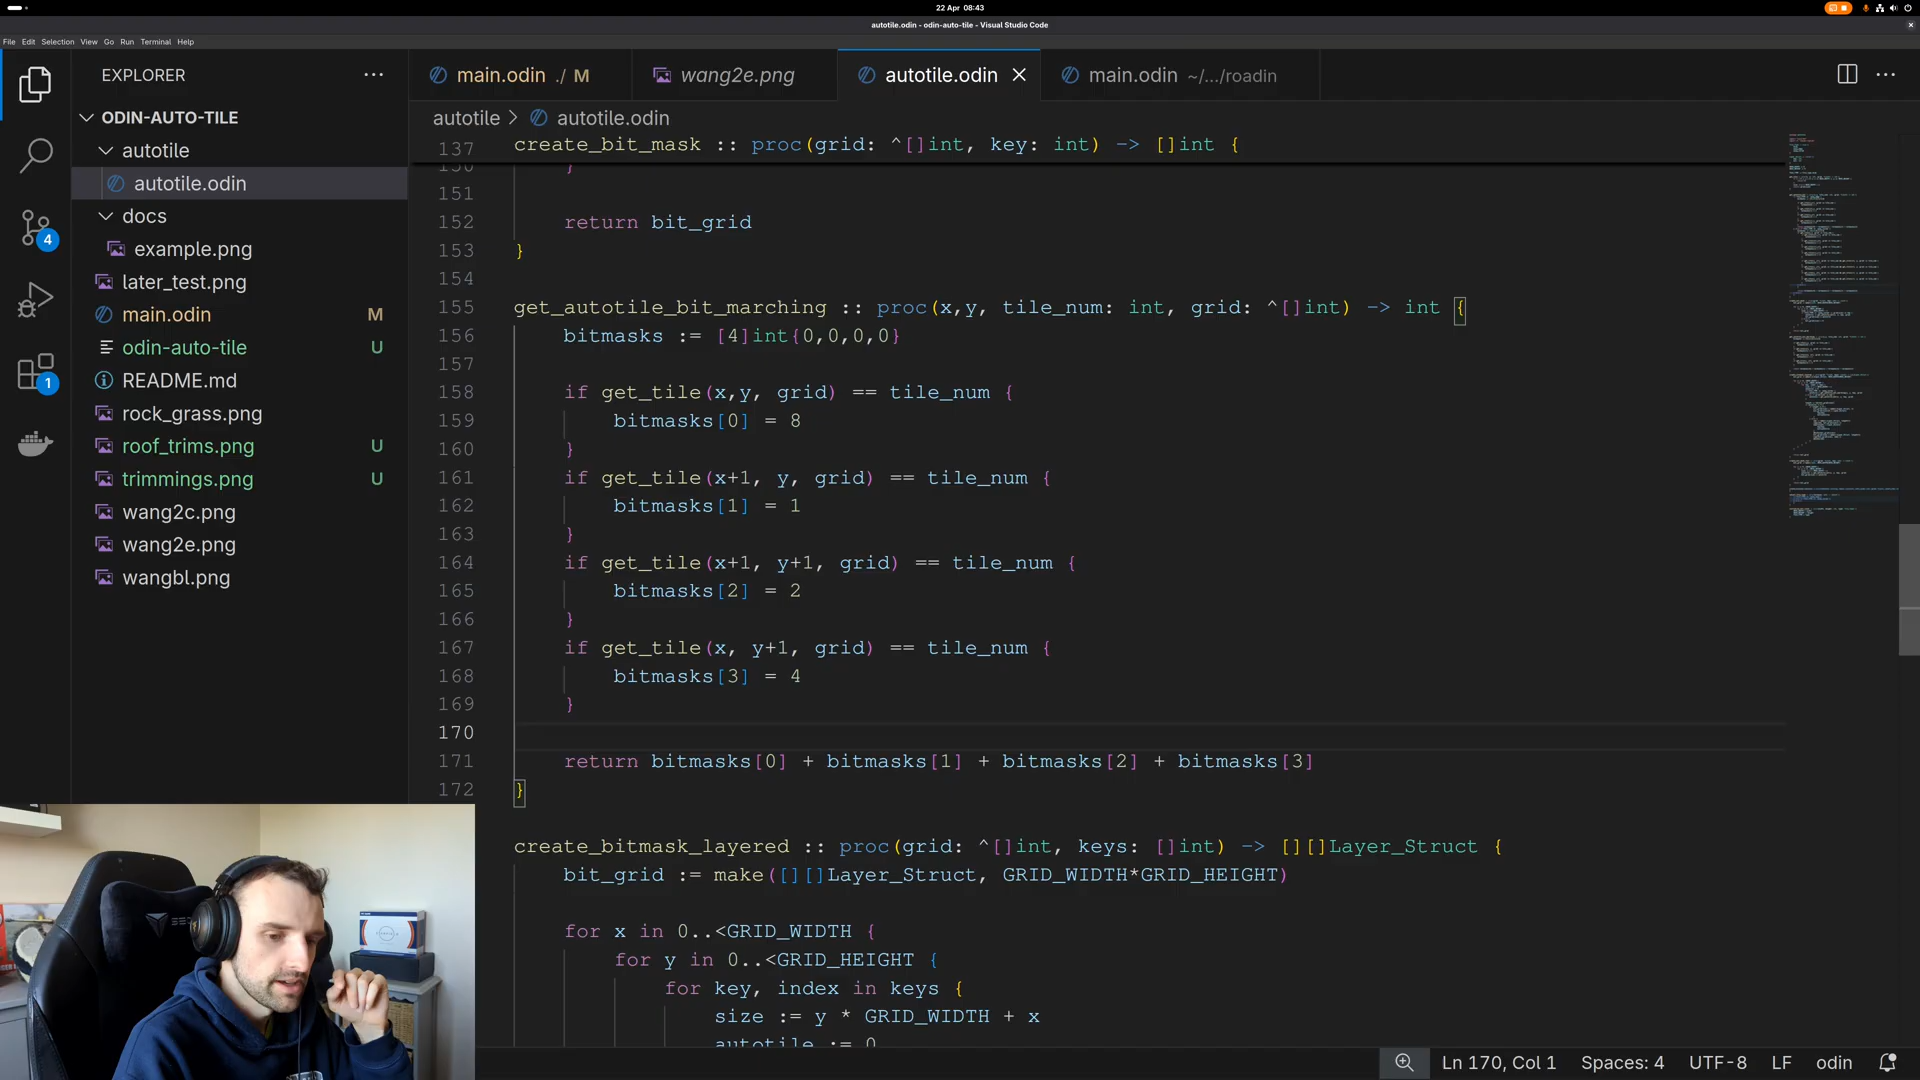 22 Apr 08:43
autotile.odin - odin-auto-tile - Visual Studio Code
File Edit Selection View Go Run Terminal Help
EXPLORER
main.odin ./ M
wang2e.png
autotile.odin
main.odin ~/.../roadin
ODIN-AUTO-TILE
autotile
autotile.odin
docs
example.png
later_test.png
main.odin M
odin-auto-tile U
README.md
rock_grass.png
roof_trims.png U
trimmings.png U
wang2c.png
wang2e.png
wangbl.png
4
1
autotile > autotile.odin
137 create_bit_mask :: proc(grid: ^[]int, key: int) -> []int {
150 }
151
152 return bit_grid
153 }
154
155 get_autotile_bit_marching :: proc(x,y, tile_num: int, grid: ^[]int) -> int {
156 bitmasks := [4]int{0,0,0,0}
157
158 if get_tile(x,y, grid) == tile_num {
159 bitmasks[0] = 8
160 }
161 if get_tile(x+1, y, grid) == tile_num {
162 bitmasks[1] = 1
163 }
164 if get_tile(x+1, y+1, grid) == tile_num {
165 bitmasks[2] = 2
166 }
167 if get_tile(x, y+1, grid) == tile_num {
168 bitmasks[3] = 4
169 }
170
171 return bitmasks[0] + bitmasks[1] + bitmasks[2] + bitmasks[3]
172 }
create_bitmask_layered :: proc(grid: ^[]int, keys: []int) -> [][]Layer_Struct {
bit_grid := make([][]Layer_Struct, GRID_WIDTH*GRID_HEIGHT)
for x in 0..<GRID_WIDTH {
for y in 0..<GRID_HEIGHT {
for key, index in keys {
size := y * GRID_WIDTH + x
autotile := 0
Ln 170, Col 1 Spaces: 4 UTF-8 LF odin